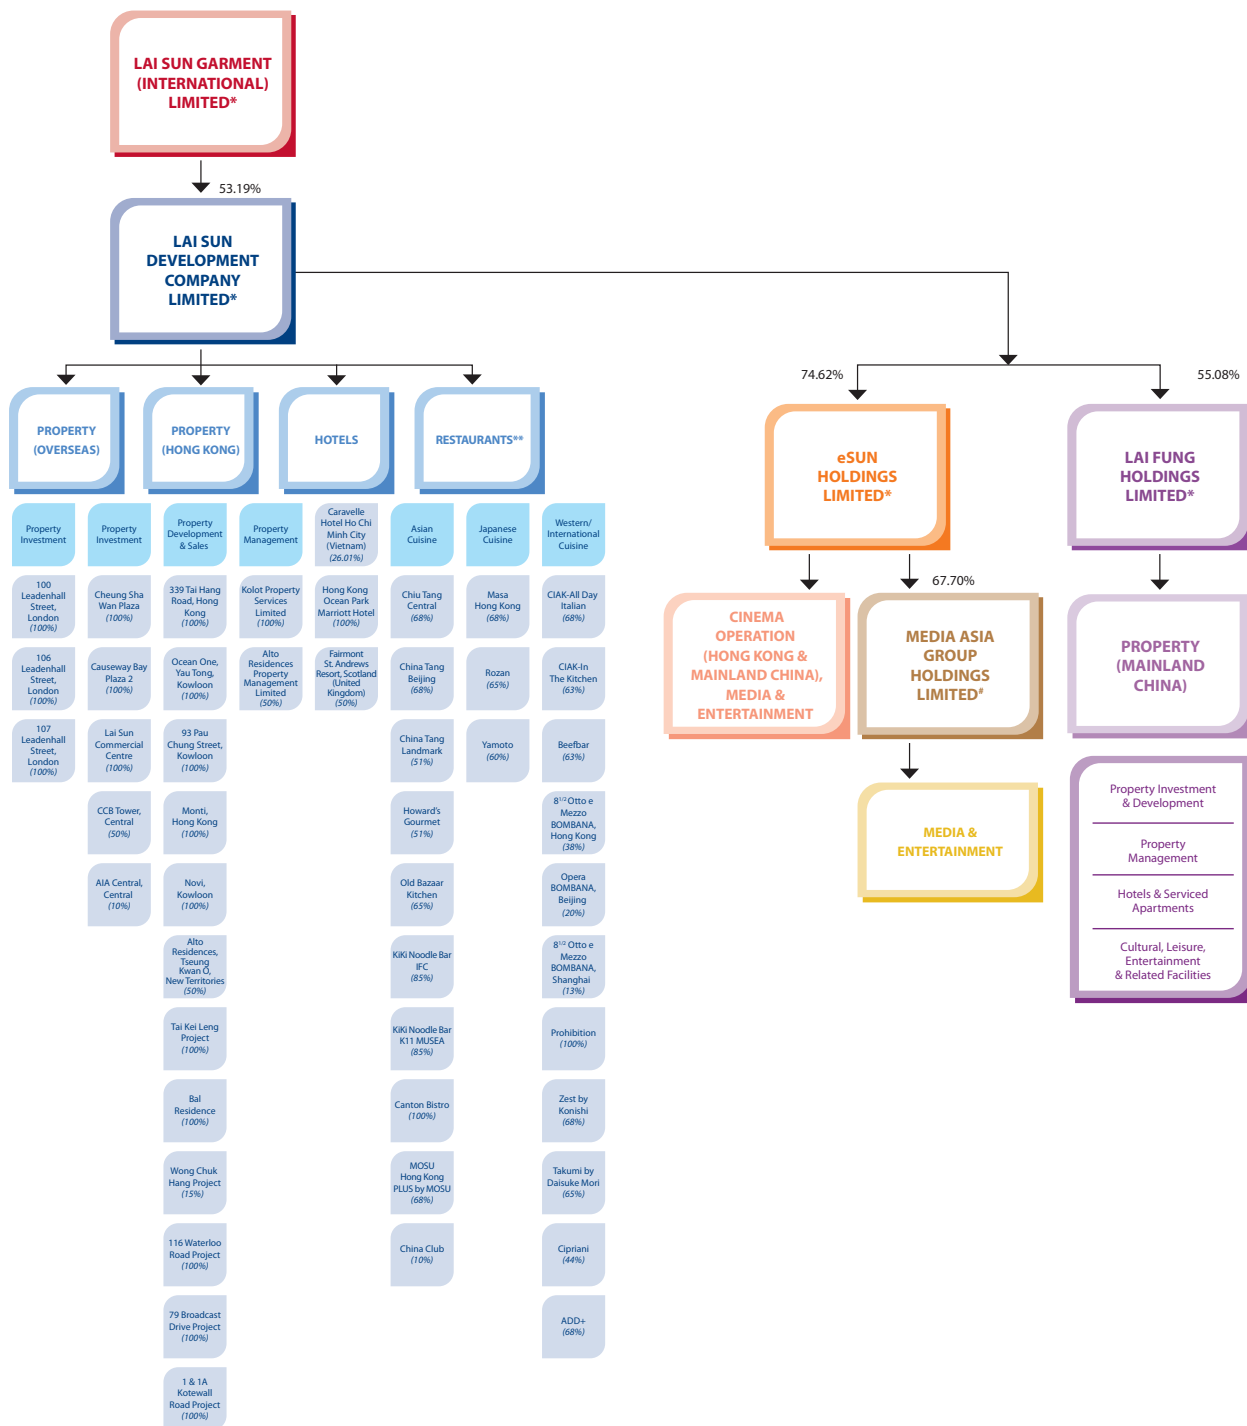 LAI SUN GARMENT
(INTERNATIONAL)
LIMITED*
53.19%
LAI SUN
DEVELOPMENT
COMPANY
LIMITED*
74.62%
55.08%
PROPERTY
(OVERSEAS)
PROPERTY
(HONG KONG)
HOTELS
RESTAURANTS**
eSUN
HOLDINGS
LIMITED*
LAI FUNG
HOLDINGS
LIMITED*
Property
Investment
100
Leadenhall
Street,
London
(100%)
106
Leadenhall
Street,
London
(100%)
107
Leadenhall
Street,
London
(100%)
Property
Investment
Cheung Sha
Wan Plaza
(100%)
Causeway Bay
Plaza 2
(100%)
Lai Sun
Commercial
Centre
(100%)
CCB Tower,
Central
(50%)
AIA Central,
Central
(10%)
Property
Development
& Sales
339 Tai Hang
Road, Hong
Kong
(100%)
Ocean One,
Yau Tong,
Kowloon
(100%)
93 Pau
Chung Street,
Kowloon
(100%)
Monti,
Hong Kong
(100%)
Novi,
Kowloon
(100%)
Alto
Residences,
Tseung
Kwan O,
New Territories
(50%)
Tai Kei Leng
Project
(100%)
Bal
Residence
(100%)
Wong Chuk
Hang Project
(15%)
116 Waterloo
Road Project
(100%)
79 Broadcast
Drive Project
(100%)
1 & 1A
Kotewall
Road Project
(100%)
Property
Management
Kolot Property
Services
Limited
(100%)
Alto
Residences
Property
Management
Limited
(50%)
Caravelle
Hotel Ho Chi
Minh City
(Vietnam)
(26.01%)
Hong Kong
Ocean Park
Marriott Hotel
(100%)
Fairmont
St. Andrews
Resort, Scotland
(United
Kingdom)
(50%)
Asian
Cuisine
Chiu Tang
Central
(68%)
China Tang
Beijing
(68%)
China Tang
Landmark
(51%)
Howard's
Gourmet
(51%)
Old Bazaar
Kitchen
(65%)
KiKi Noodle Bar
IFC
(85%)
KiKi Noodle Bar
K11 MUSEA
(85%)
Canton Bistro
(100%)
MOSU
Hong Kong
PLUS by MOSU
(68%)
China Club
(10%)
Japanese
Cuisine
Masa
Hong Kong
(68%)
Rozan
(65%)
Yamoto
(60%)
Western/
International
Cuisine
CIAK-All Day
Italian
(68%)
CIAK-In
The Kitchen
(63%)
Beefbar
(63%)
8¹/² Otto e
Mezzo
BOMBANA,
Hong Kong
(38%)
Opera
BOMBANA,
Beijing
(20%)
8¹/² Otto e
Mezzo
BOMBANA,
Shanghai
(13%)
Prohibition
(100%)
Zest by
Konishi
(68%)
Takumi by
Daisuke Mori
(65%)
Cipriani
(44%)
ADD+
(68%)
CINEMA
OPERATION
(HONG KONG &
MAINLAND CHINA),
MEDIA &
ENTERTAINMENT
67.70%
MEDIA ASIA
GROUP
HOLDINGS
LIMITED#
MEDIA &
ENTERTAINMENT
PROPERTY
(MAINLAND
CHINA)
Property Investment
& Development
Property
Management
Hotels & Serviced
Apartments
Cultural, Leisure,
Entertainment
& Related Facilities